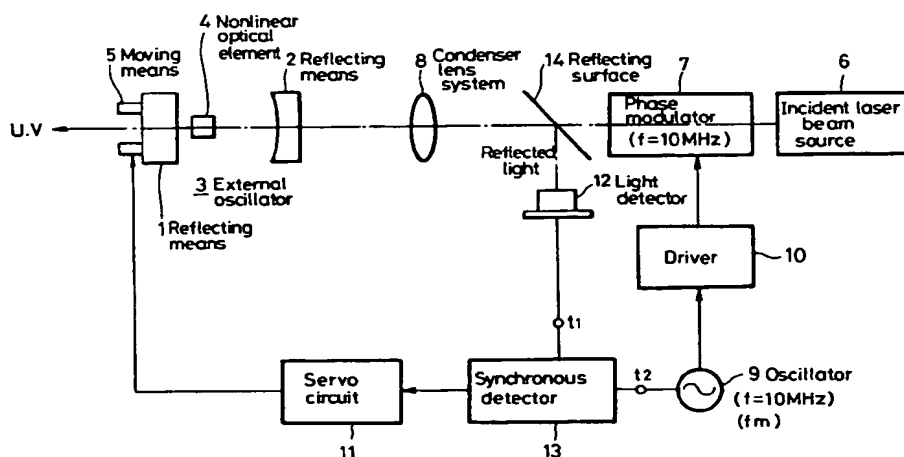 4 Nonlinear
optical element
5 Moving
means
2 Reflecting
means
8 Condenser
lens
system
14 Reflecting
surface
7
6
U.V
Phase
modulator
(f=10MHz)
Incident laser
beam
source
Reflected
light
3 External
oscillator
1 Reflecting
means
12 Light
detector
Driver
10
t1
Servo
circuit
11
Synchronous
detector
13
t2
9 Oscillator
(f=10MHz)
(fm)